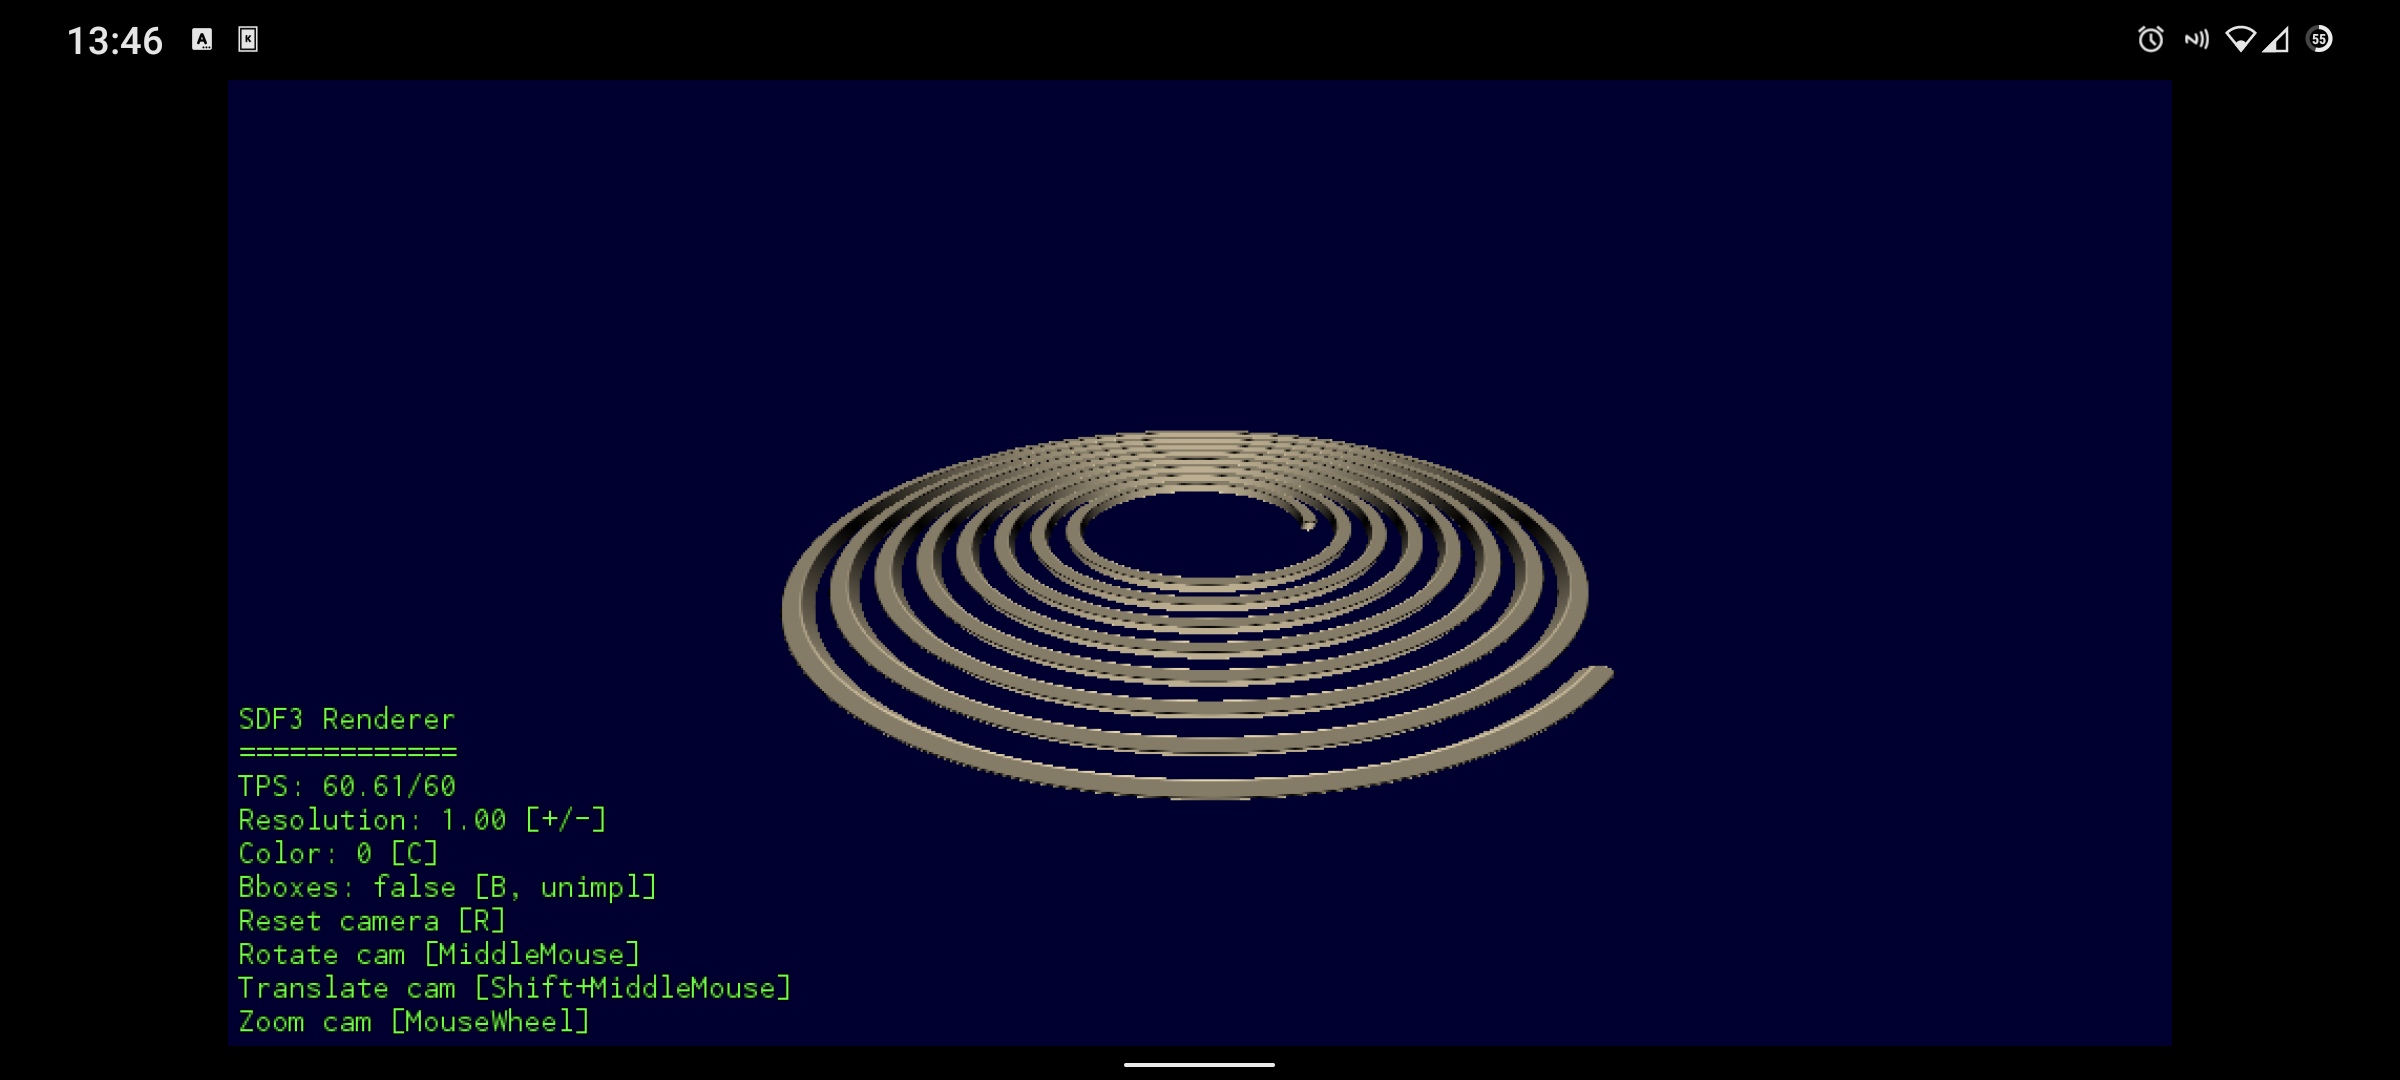 13:46 A K 55
SDF3 Renderer
=============
TPS: 60.61/60
Resolution: 1.00 [+/-]
Color: 0 [C]
Bboxes: false [B, unimpl]
Reset camera [R]
Rotate cam [MiddleMouse]
Translate cam [Shift+MiddleMouse]
Zoom cam [MouseWheel]